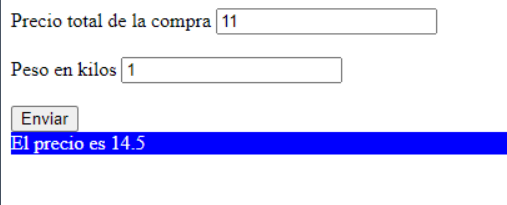 Precio total de la compra 11
Peso en kilos 1
Enviar
El precio es 14.5